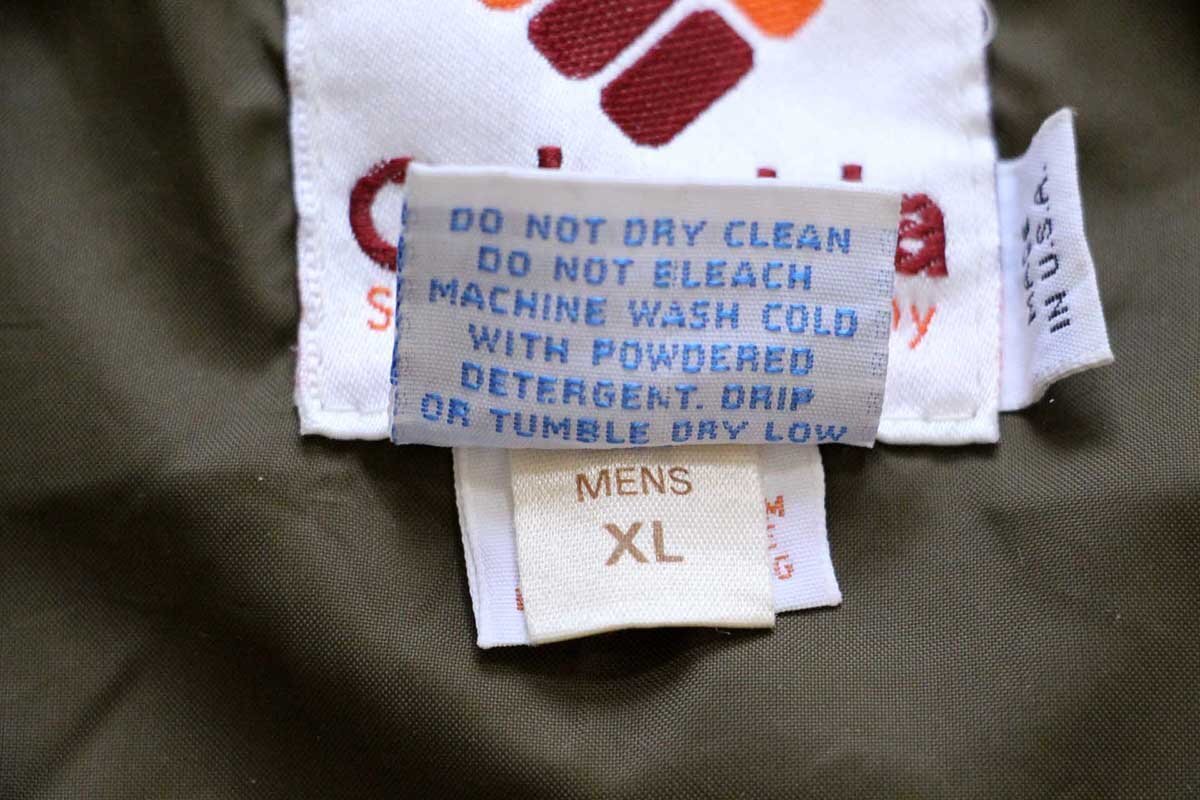 DO NOT DRY CLEAN
DO NOT BLEACH
MACHINE WASH COLD
WITH POWDERED
DETERGENT. DRIP
OR TUMBLE DRY LOW
MADE
IN U.S.A.
MENS
XL